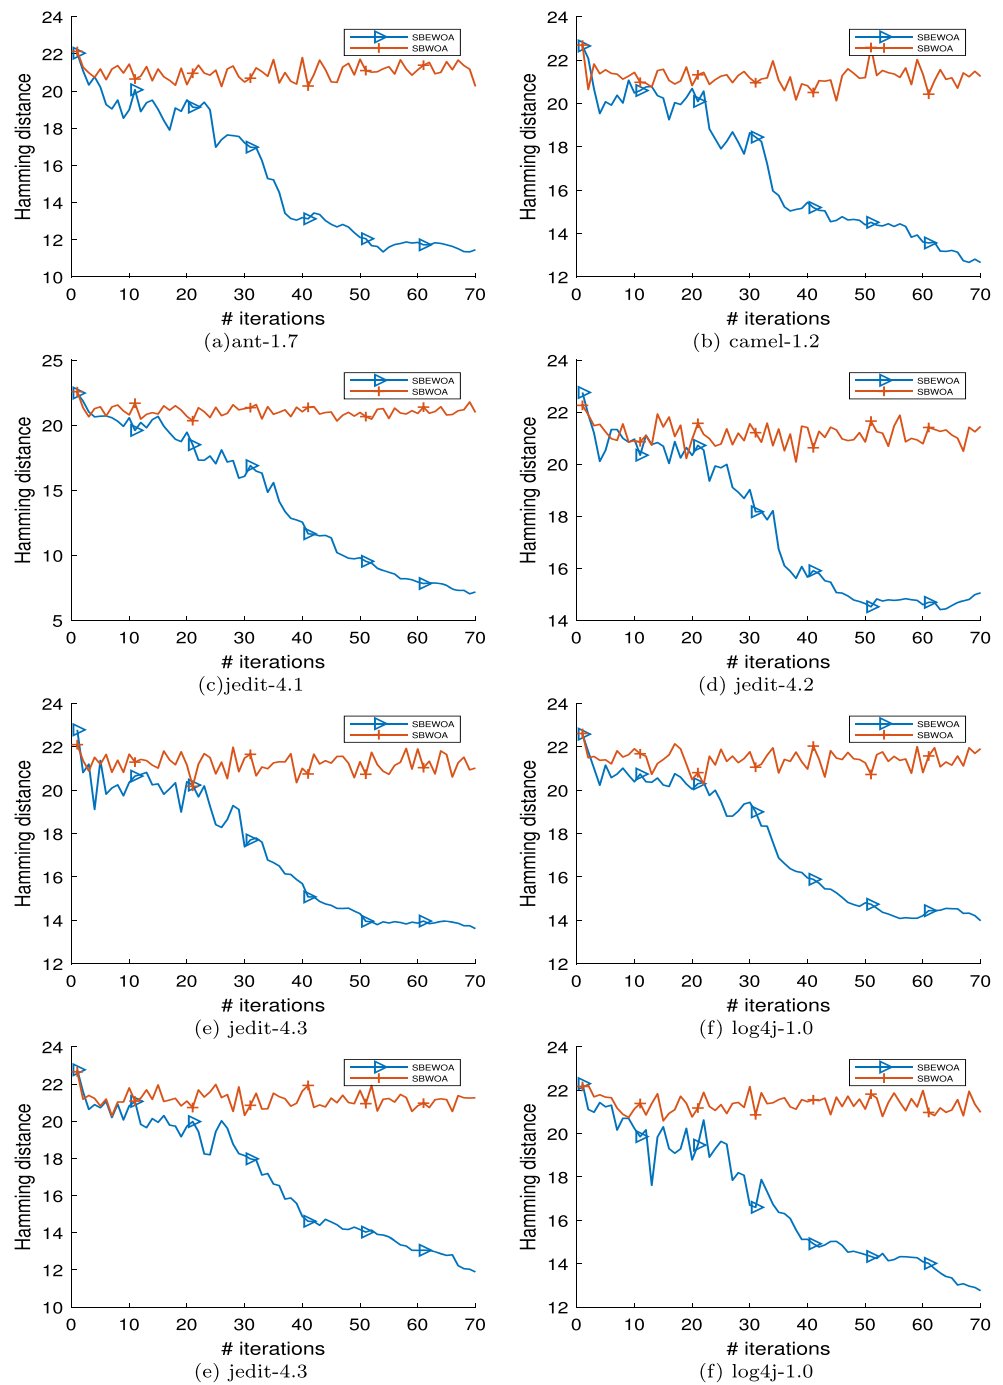 24
22
20
18
16
14
12
10
Hamming distance
0 10 20 30 40 50 60 70
# iterations
SBEWOA
SBWOA
(a)ant-1.7
24
22
20
18
16
14
12
Hamming distance
0 10 20 30 40 50 60 70
# iterations
SBEWOA
SBWOA
(b) camel-1.2
25
20
15
10
5
Hamming distance
0 10 20 30 40 50 60 70
# iterations
SBEWOA
SBWOA
(c)jedit-4.1
24
22
20
18
16
14
Hamming distance
0 10 20 30 40 50 60 70
# iterations
SBEWOA
SBWOA
(d) jedit-4.2
24
22
20
18
16
14
12
Hamming distance
0 10 20 30 40 50 60 70
# iterations
SBEWOA
SBWOA
(e) jedit-4.3
24
22
20
18
16
14
12
Hamming distance
0 10 20 30 40 50 60 70
# iterations
SBEWOA
SBWOA
(f) log4j-1.0
24
22
20
18
16
14
12
10
Hamming distance
0 10 20 30 40 50 60 70
# iterations
SBEWOA
SBWOA
(e) jedit-4.3
24
22
20
18
16
14
12
Hamming distance
0 10 20 30 40 50 60 70
# iterations
SBEWOA
SBWOA
(f) log4j-1.0